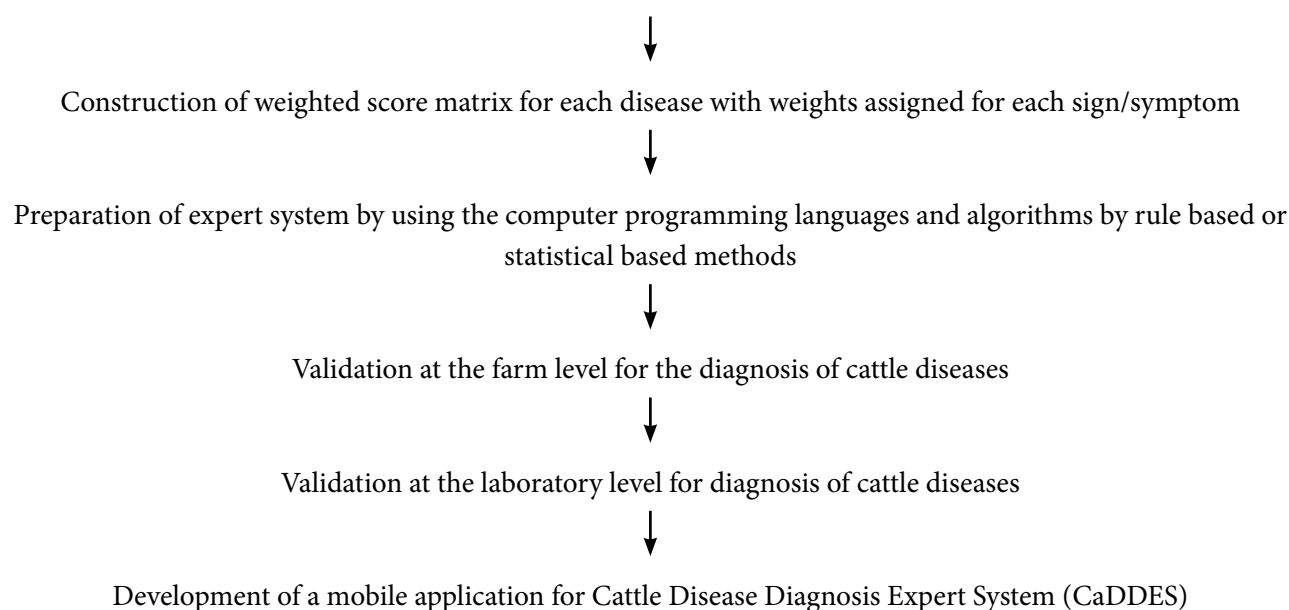 Construction of weighted score matrix for each disease with weights assigned for each sign/symptom
Preparation of expert system by using the computer programming languages and algorithms by rule based or
statistical based methods
Validation at the farm level for the diagnosis of cattle diseases
Validation at the laboratory level for diagnosis of cattle diseases
Development of a mobile application for Cattle Disease Diagnosis Expert System (CaDDES)